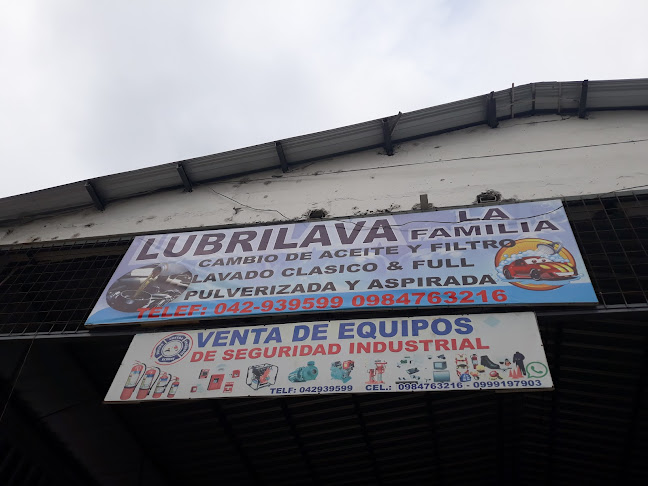 LUBRILAVA LA FAMILIA
CAMBIO DE ACEITE Y FILTRO
LAVADO CLASICO & FULL
PULVERIZADA Y ASPIRADA
TELEF: 042-939599 0984763216
VENTA DE EQUIPOS
DE SEGURIDAD INDUSTRIAL
TELF: 042939599 CEL.: 0984763216 - 0999197903